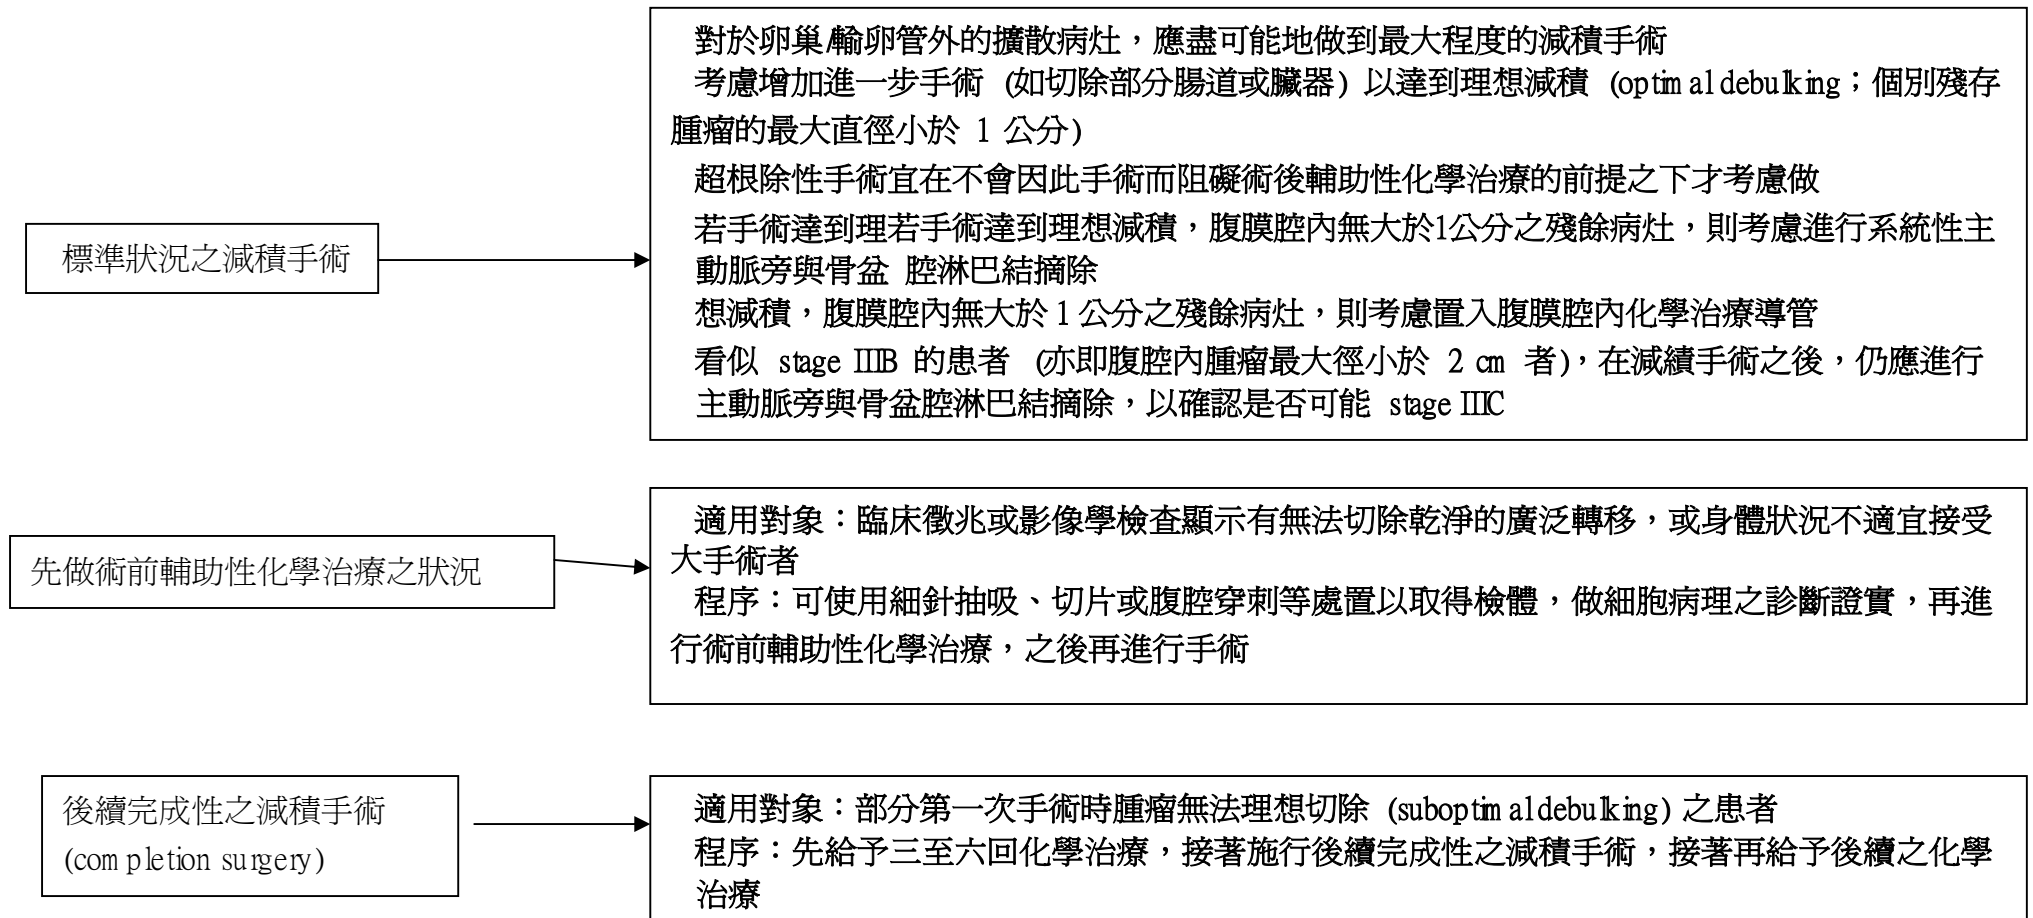 對於卵巢/輸卵管外的擴散病灶，應盡可能地做到最大程度的減積手術
考慮增加進一步手術 (如切除部分腸道或臟器) 以達到理想減積 (optimal debulking；個別殘存
腫瘤的最大直徑小於 1 公分)
超根除性手術宜在不會因此手術而阻礙術後輔助性化學治療的前提之下才考慮做
若手術達到理若手術達到理想減積，腹膜腔內無大於1公分之殘餘病灶，則考慮進行系統性主
動脈旁與骨盆 腔淋巴結摘除
想減積，腹膜腔內無大於 1 公分之殘餘病灶，則考慮置入腹膜腔內化學治療導管
看似 stage IIIB 的患者 (亦即腹腔內腫瘤最大徑小於 2 cm 者)，在減績手術之後，仍應進行
主動脈旁與骨盆腔淋巴結摘除，以確認是否可能 stage IIIC
標準狀況之減積手術
先做術前輔助性化學治療之狀況
適用對象：臨床徵兆或影像學檢查顯示有無法切除乾淨的廣泛轉移，或身體狀況不適宜接受
大手術者
程序：可使用細針抽吸、切片或腹腔穿刺等處置以取得檢體，做細胞病理之診斷證實，再進
行術前輔助性化學治療，之後再進行手術
後續完成性之減積手術
(completion surgery)
適用對象：部分第一次手術時腫瘤無法理想切除 (suboptimal debulking) 之患者
程序：先給予三至六回化學治療，接著施行後續完成性之減積手術，接著再給予後續之化學
治療